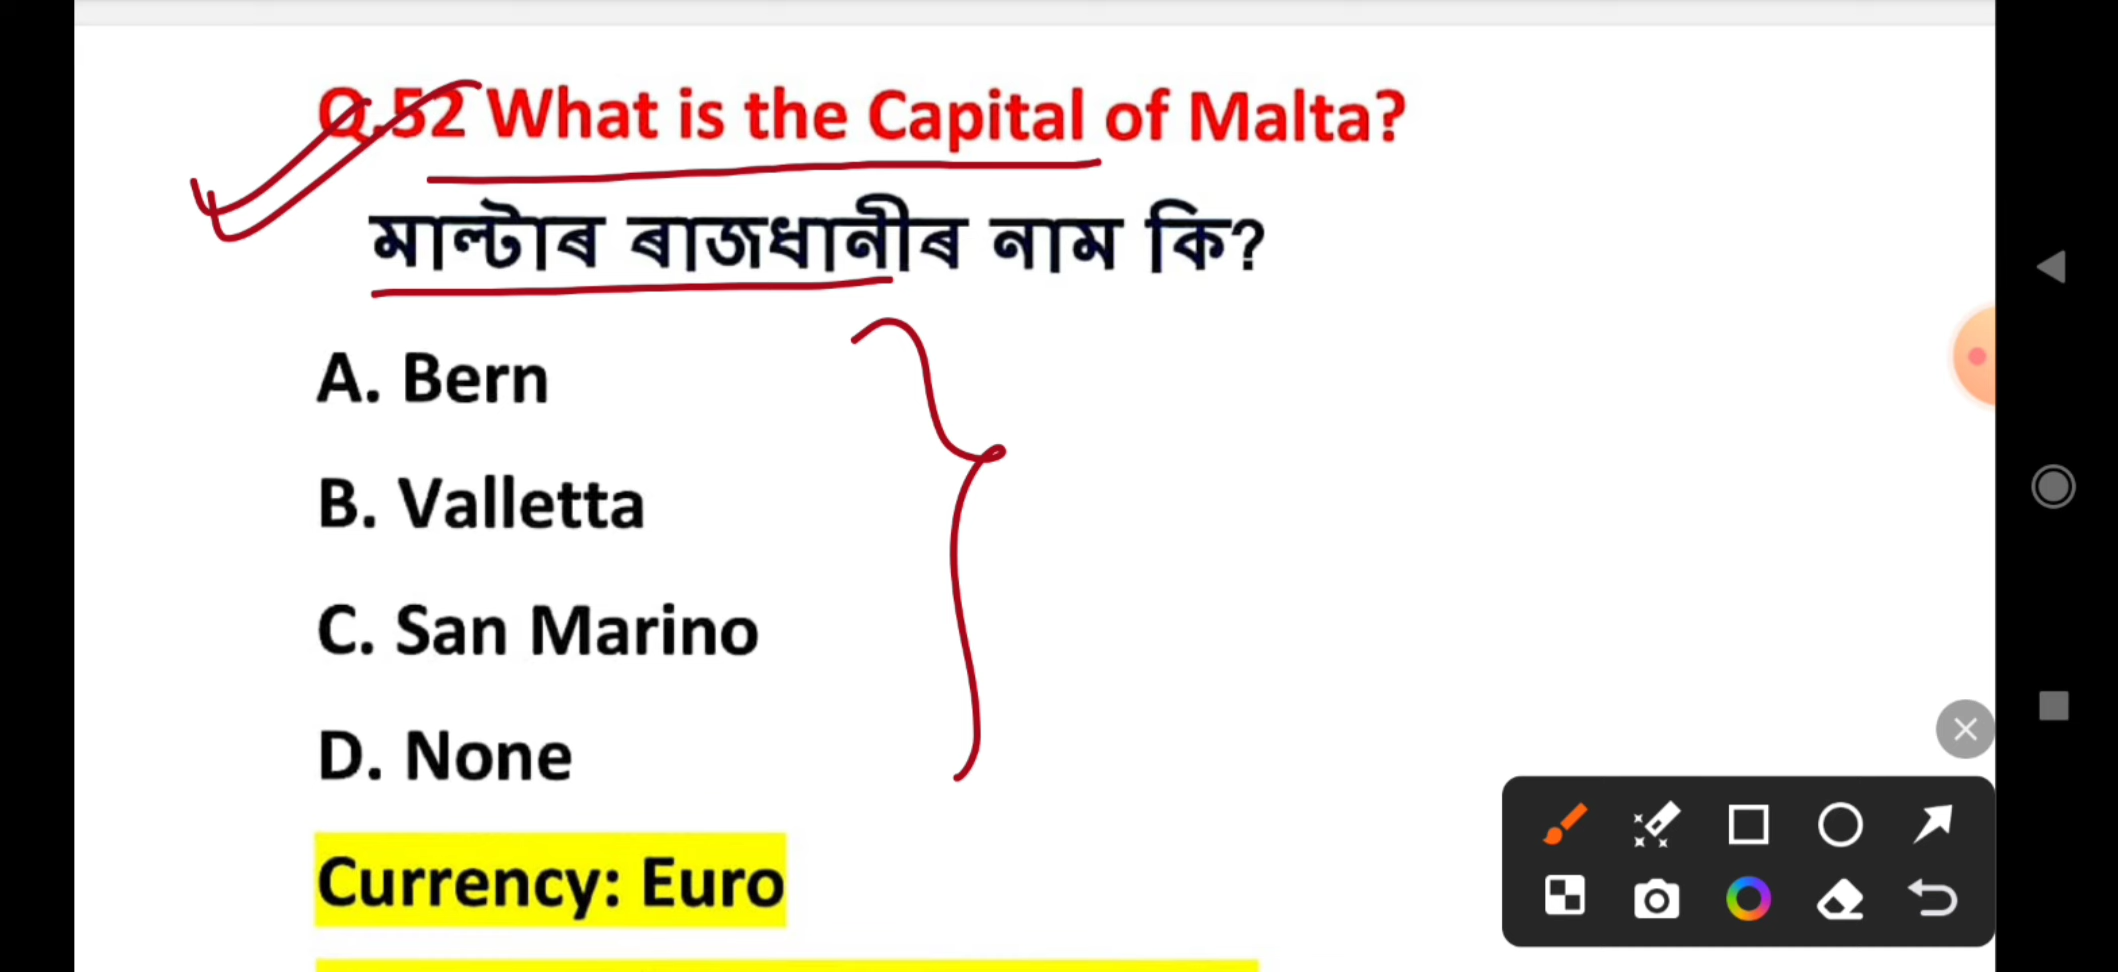 Q.52 What is the Capital of Malta?
মাল্টাৰ ৰাজধানীৰ নাম কি?
A. Bern
B. Valletta
C. San Marino
D. None
Currency: Euro